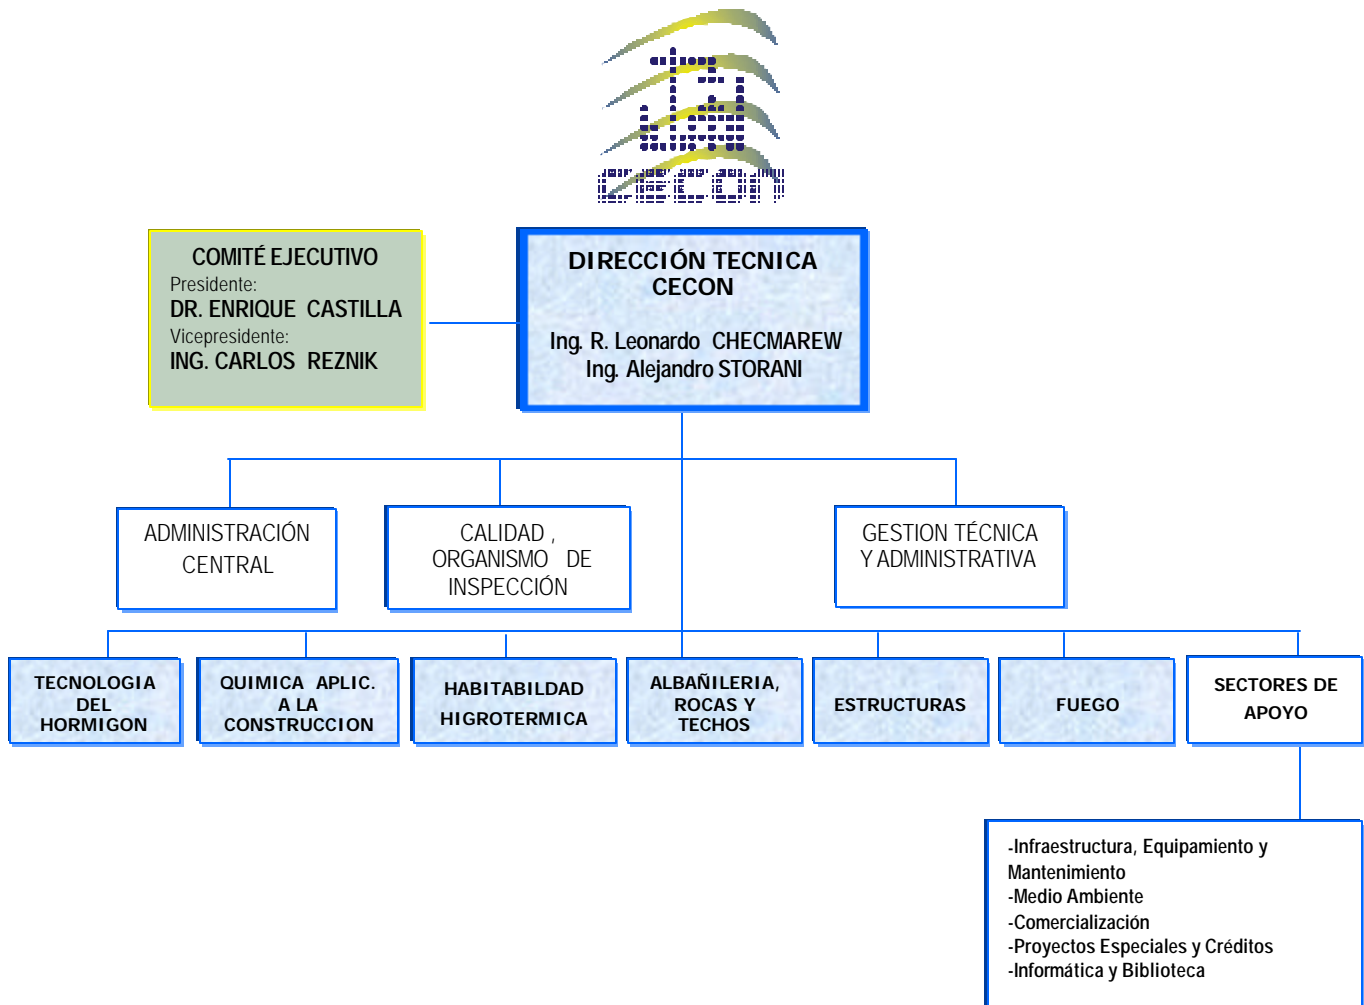 CECON
COMITÉ EJECUTIVO
Presidente:
DR. ENRIQUE CASTILLA
Vicepresidente:
ING. CARLOS REZNIK
DIRECCIÓN TECNICA
CECON
Ing. R. Leonardo CHECMAREW
Ing. Alejandro STORANI
ADMINISTRACIÓN
CENTRAL
CALIDAD ,
ORGANISMO DE
INSPECCIÓN
GESTION TÉCNICA
Y ADMINISTRATIVA
TECNOLOGIA
DEL
HORMIGON
QUIMICA APLIC.
A LA
CONSTRUCCION
HABITABILDAD
HIGROTERMICA
ALBAÑILERIA,
ROCAS Y
TECHOS
ESTRUCTURAS
FUEGO
SECTORES DE
APOYO
-Infraestructura, Equipamiento y
Mantenimiento
-Medio Ambiente
-Comercialización
-Proyectos Especiales y Créditos
-Informática y Biblioteca